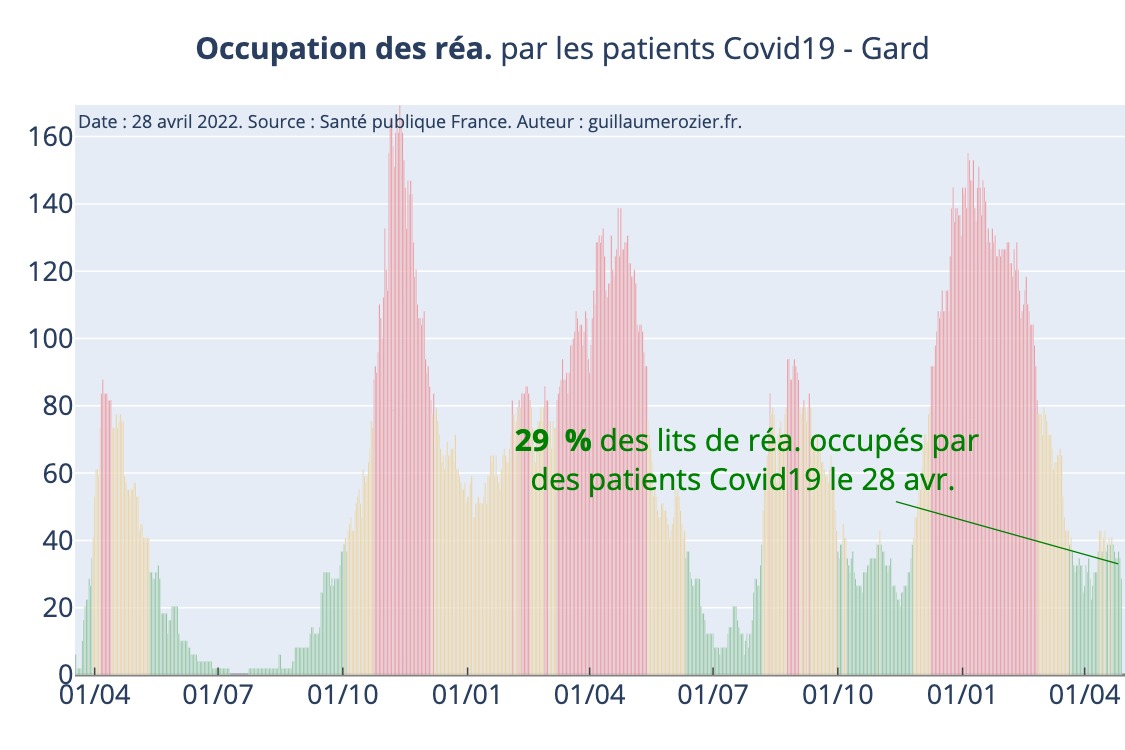 Occupation des réa. par les patients Covid19 - Gard
Date : 28 avril 2022. Source : Santé publique France. Auteur : guillaumerozier.fr.
160
140
120
100
80
60
40
20
0
29 % des lits de réa. occupés par
des patients Covid19 le 28 avr.
01/04 01/07 01/10 01/01 01/04 01/07 01/10 01/01 01/04